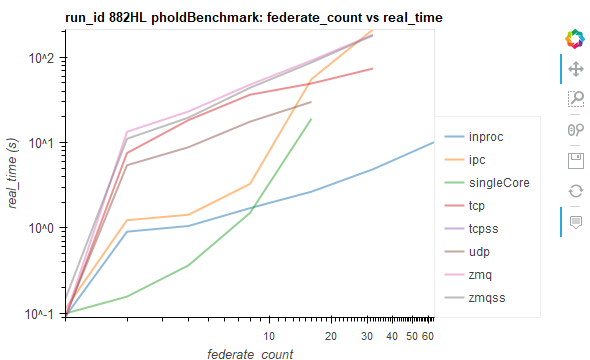 run_id 882HL pholdBenchmark: federate_count vs real_time
10^2
10^1
10^0
10^-1
real_time (s)
10
20
30
40
50
60
federate_count
inproc
ipc
singleCore
tcp
tcpss
udp
zmq
zmqss